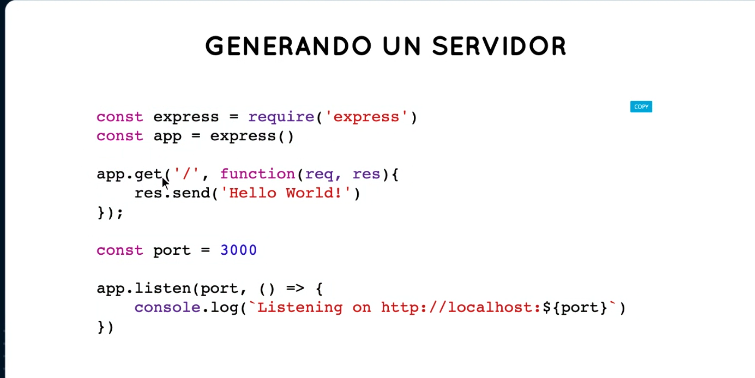 GENERANDO UN SERVIDOR
COPY
const express = require('express')
const app = express()
app.get('/', function(req, res){
    res.send('Hello World!')
});
const port = 3000
app.listen(port, () => {
    console.log(`Listening on http://localhost:${port}`)
})